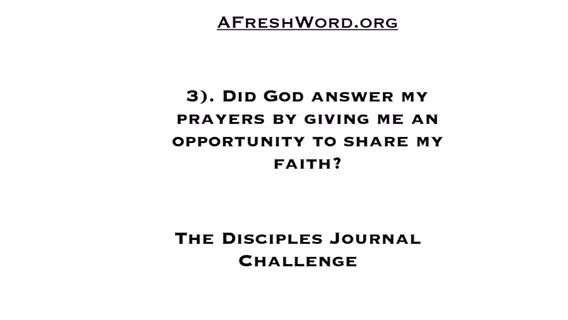 AFreshWord.org
3). Did God answer my
prayers by giving me an
opportunity to share my
faith?
The Disciples Journal
Challenge